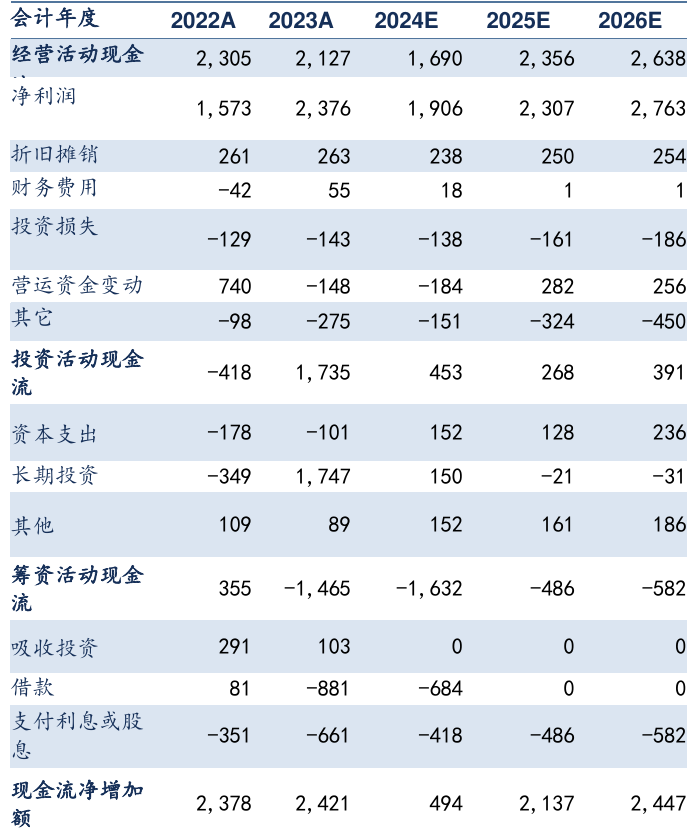 会计年度 2022A 2023A 2024E 2025E 2026E
经营活动现金 2,305 2,127 1,690 2,356 2,638
净利润 1,573 2,376 1,906 2,307 2,763
折旧摊销 261 263 238 250 254
财务费用 −42 55 18 1 1
投资损失 −129 −143 −138 −161 −186
营运资金变动 740 −148 −184 282 256
其它 −98 −275 −151 −324 −450
投资活动现金
流 −418 1,735 453 268 391
资本支出 −178 −101 152 128 236
长期投资 −349 1,747 150 −21 −31
其他 109 89 152 161 186
筹资活动现金
流 355 −1,465 −1,632 −486 −582
吸收投资 291 103 0 0 0
借款 81 −881 −684 0 0
支付利息或股
息 −351 −661 −418 −486 −582
现金流净增加
额 2,378 2,421 494 2,137 2,447